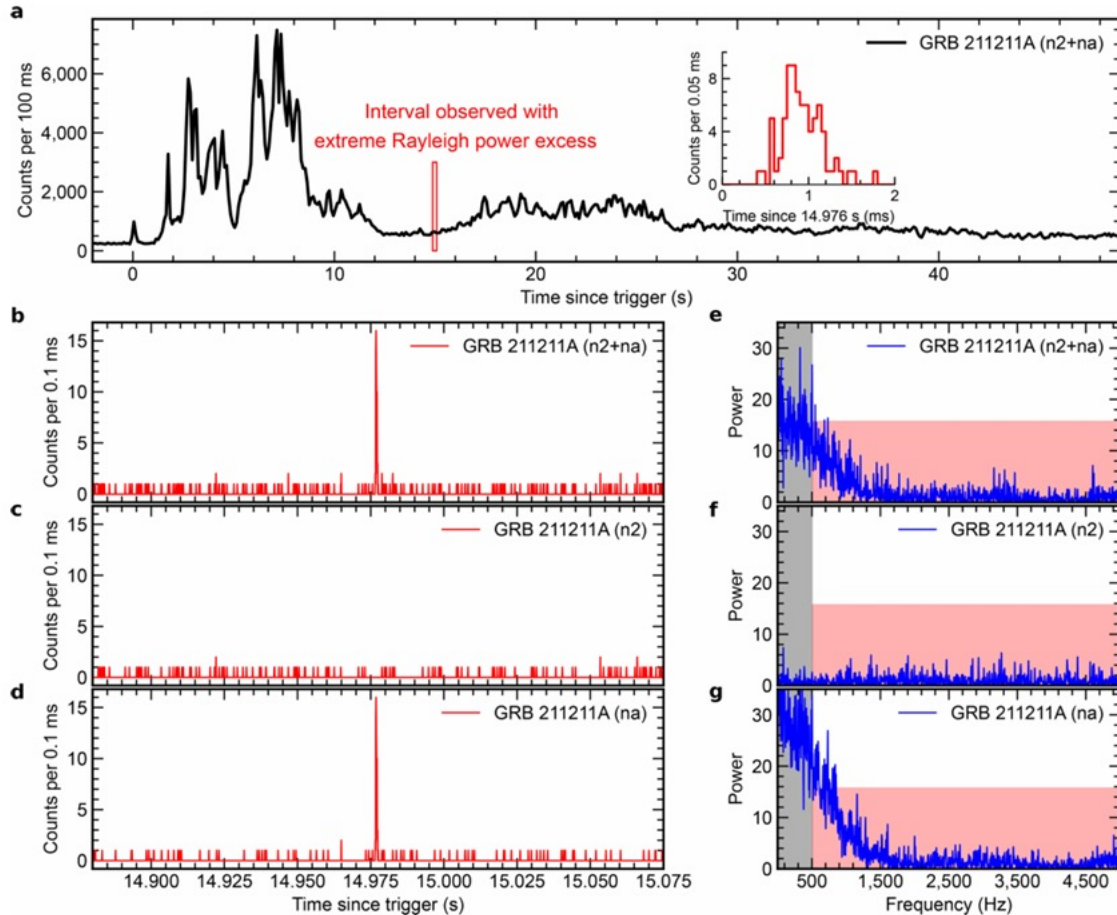 a
GRB 211211A (n2+na)
Counts per 100 ms
6,000
4,000
2,000
0
Interval observed with
extreme Rayleigh power excess
Counts per 0.05 ms
8
4
0
0 1 2
Time since 14.976 s (ms)
0 10 20 30 40
Time since trigger (s)
b
GRB 211211A (n2+na)
Counts per 0.1 ms
15
10
5
0
c
GRB 211211A (n2)
Counts per 0.1 ms
15
10
5
0
d
GRB 211211A (na)
Counts per 0.1 ms
15
10
5
0
14.900 14.925 14.950 14.975 15.000 15.025 15.050 15.075
Time since trigger (s)
e
GRB 211211A (n2+na)
Power
30
20
10
0
f
GRB 211211A (n2)
Power
30
20
10
0
g
GRB 211211A (na)
Power
30
20
10
0
500 1,500 2,500 3,500 4,500
Frequency (Hz)